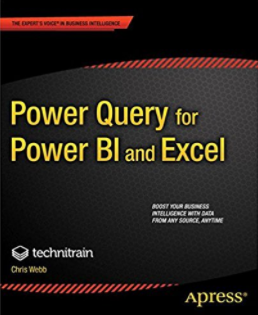 THE EXPERT'S VOICE® IN BUSINESS INTELLIGENCE
Power Query for
Power BI and Excel
BOOST YOUR BUSINESS
INTELLIGENCE WITH DATA
FROM ANY SOURCE, ANYTIME
technitrain
Chris Webb
Apress®